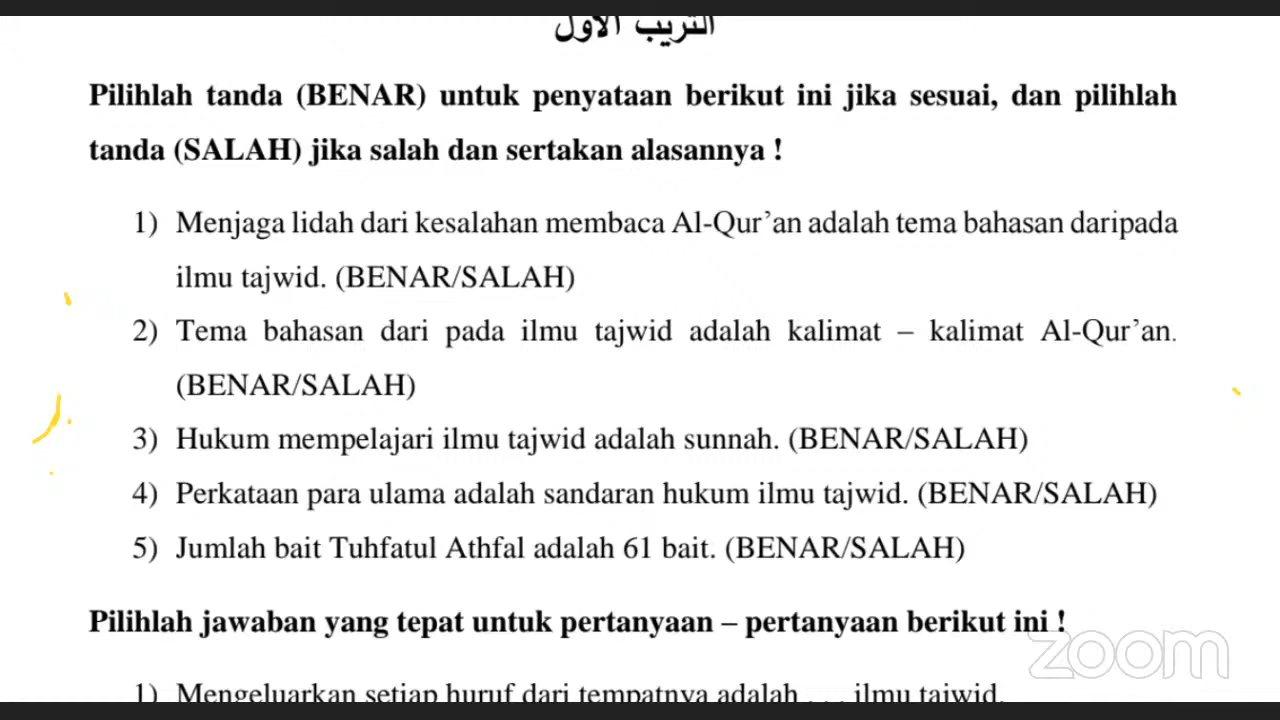 التريب الاول
Pilihlah tanda (BENAR) untuk penyataan berikut ini jika sesuai, dan pilihlah
tanda (SALAH) jika salah dan sertakan alasannya !
1) Menjaga lidah dari kesalahan membaca Al-Qur’an adalah tema bahasan daripada
ilmu tajwid. (BENAR/SALAH)
2) Tema bahasan dari pada ilmu tajwid adalah kalimat – kalimat Al-Qur’an.
(BENAR/SALAH)
3) Hukum mempelajari ilmu tajwid adalah sunnah. (BENAR/SALAH)
4) Perkataan para ulama adalah sandaran hukum ilmu tajwid. (BENAR/SALAH)
5) Jumlah bait Tuhfatul Athfal adalah 61 bait. (BENAR/SALAH)
Pilihlah jawaban yang tepat untuk pertanyaan – pertanyaan berikut ini !
zoom
1) Mengeluarkan setiap huruf dari tempatnya adalah . . . ilmu tajwid.